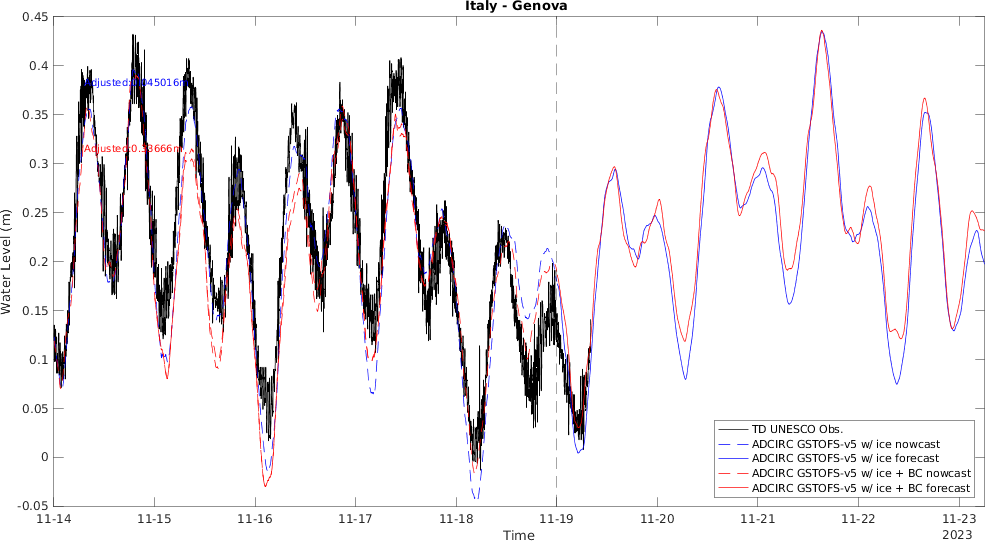 Italy - Genova
0.45
0.4
0.35
0.3
0.25
0.2
0.15
0.1
0.05
0
-0.05
Water Level (m)
11-14
11-15
11-16
11-17
11-18
11-19
11-20
11-21
11-22
11-23
2023
Time
TD UNESCO Obs.
ADCIRC GSTOFS-v5 w/ ice nowcast
ADCIRC GSTOFS-v5 w/ ice forecast
ADCIRC GSTOFS-v5 w/ ice + BC nowcast
ADCIRC GSTOFS-v5 w/ ice + BC forecast